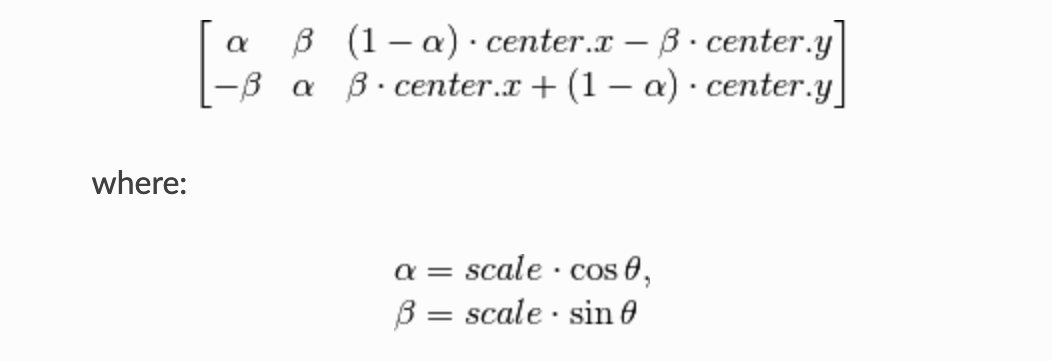 [ α β (1 − α) · center.x − β · center.y ]
[ −β α β · center.x + (1 − α) · center.y ]
where:
α = scale · cos θ,
β = scale · sin θ